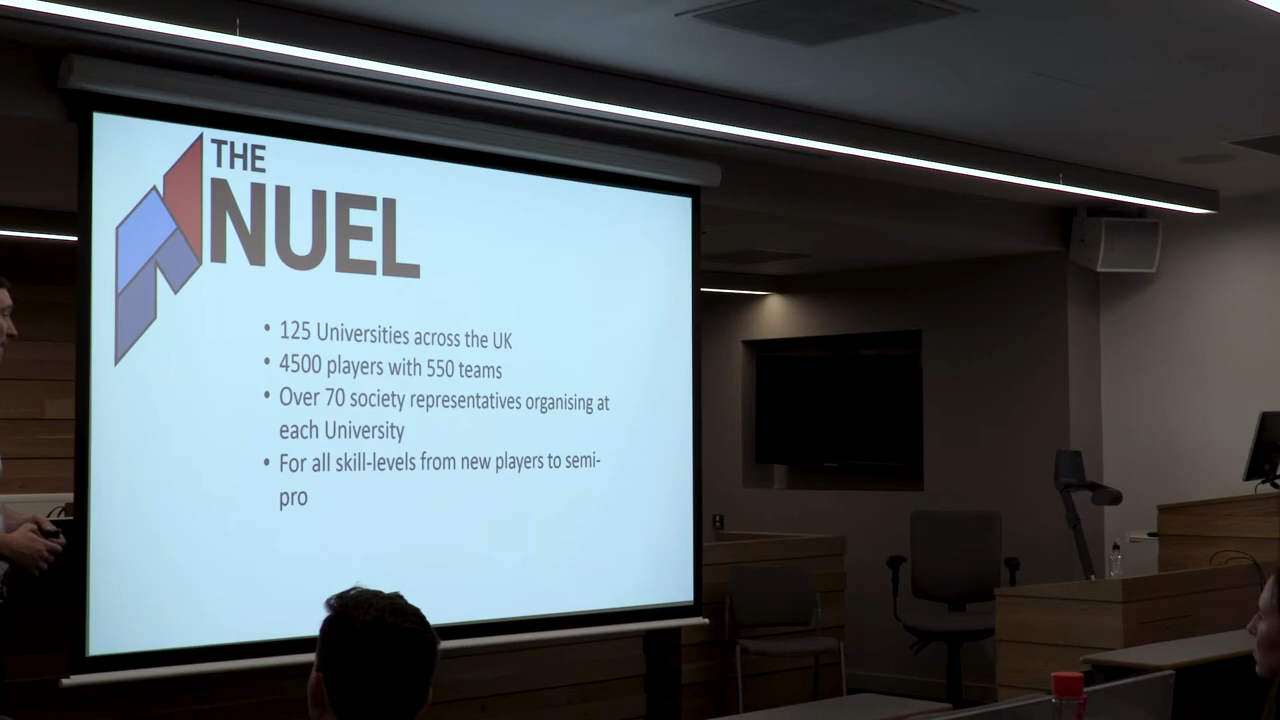 THE
NUEL
• 125 Universities across the UK
• 4500 players with 550 teams
• Over 70 society representatives organising at
each University
• For all skill-levels from new players to semi-
pro